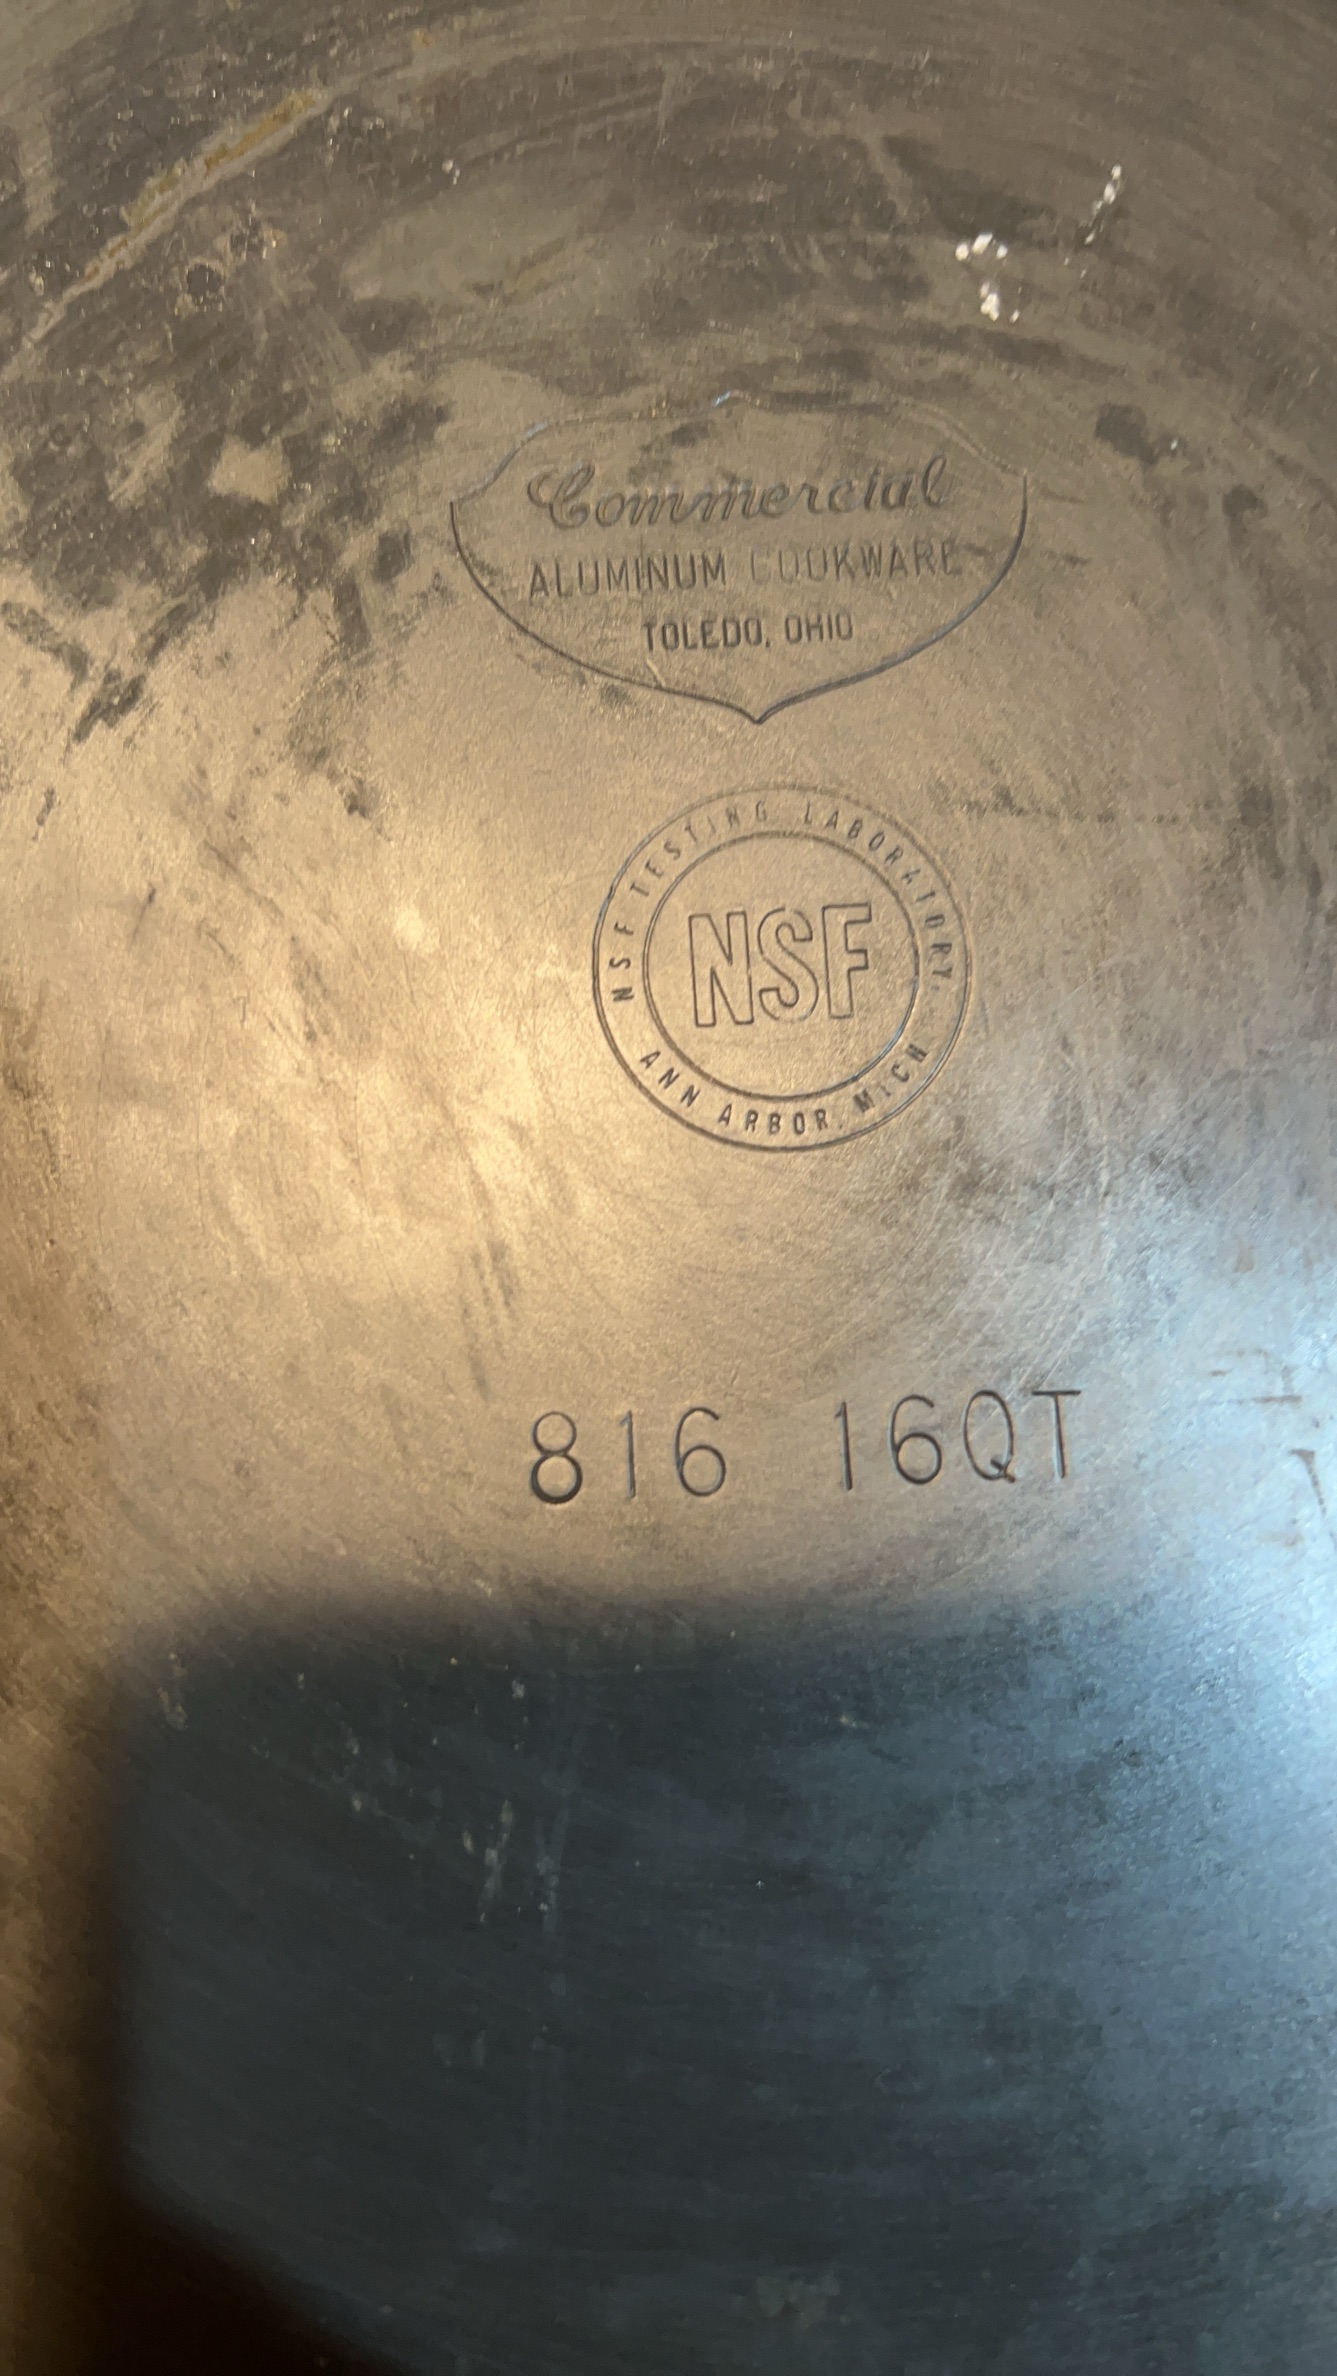 Commercial
ALUMINUM COOKWARE
TOLEDO, OHIO
NSF TESTING LABORATORY,
NSF
ANN ARBOR, MICH
816 16QT